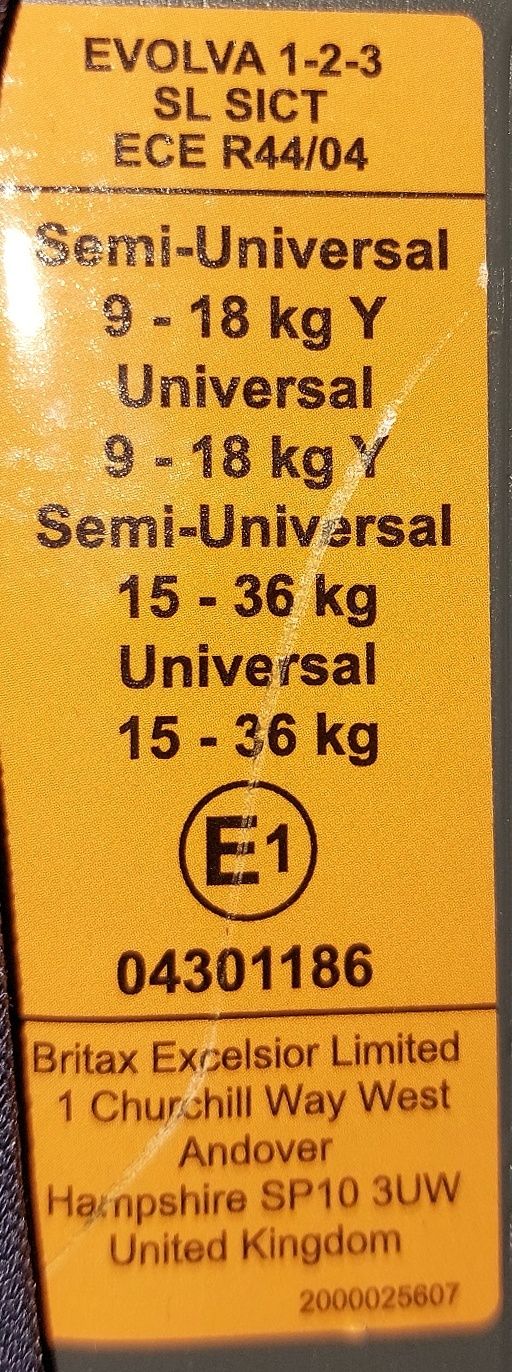 EVOLVA 1-2-3
SL SICT
ECE R44/04
Semi-Universal
9 - 18 kg Y
Universal
9 - 18 kg Y
Semi-Universal
15 - 36 kg
Universal
15 - 36 kg
E1
04301186
Britax Excelsior Limited
1 Churchill Way West
Andover
Hampshire SP10 3UW
United Kingdom
2000025607